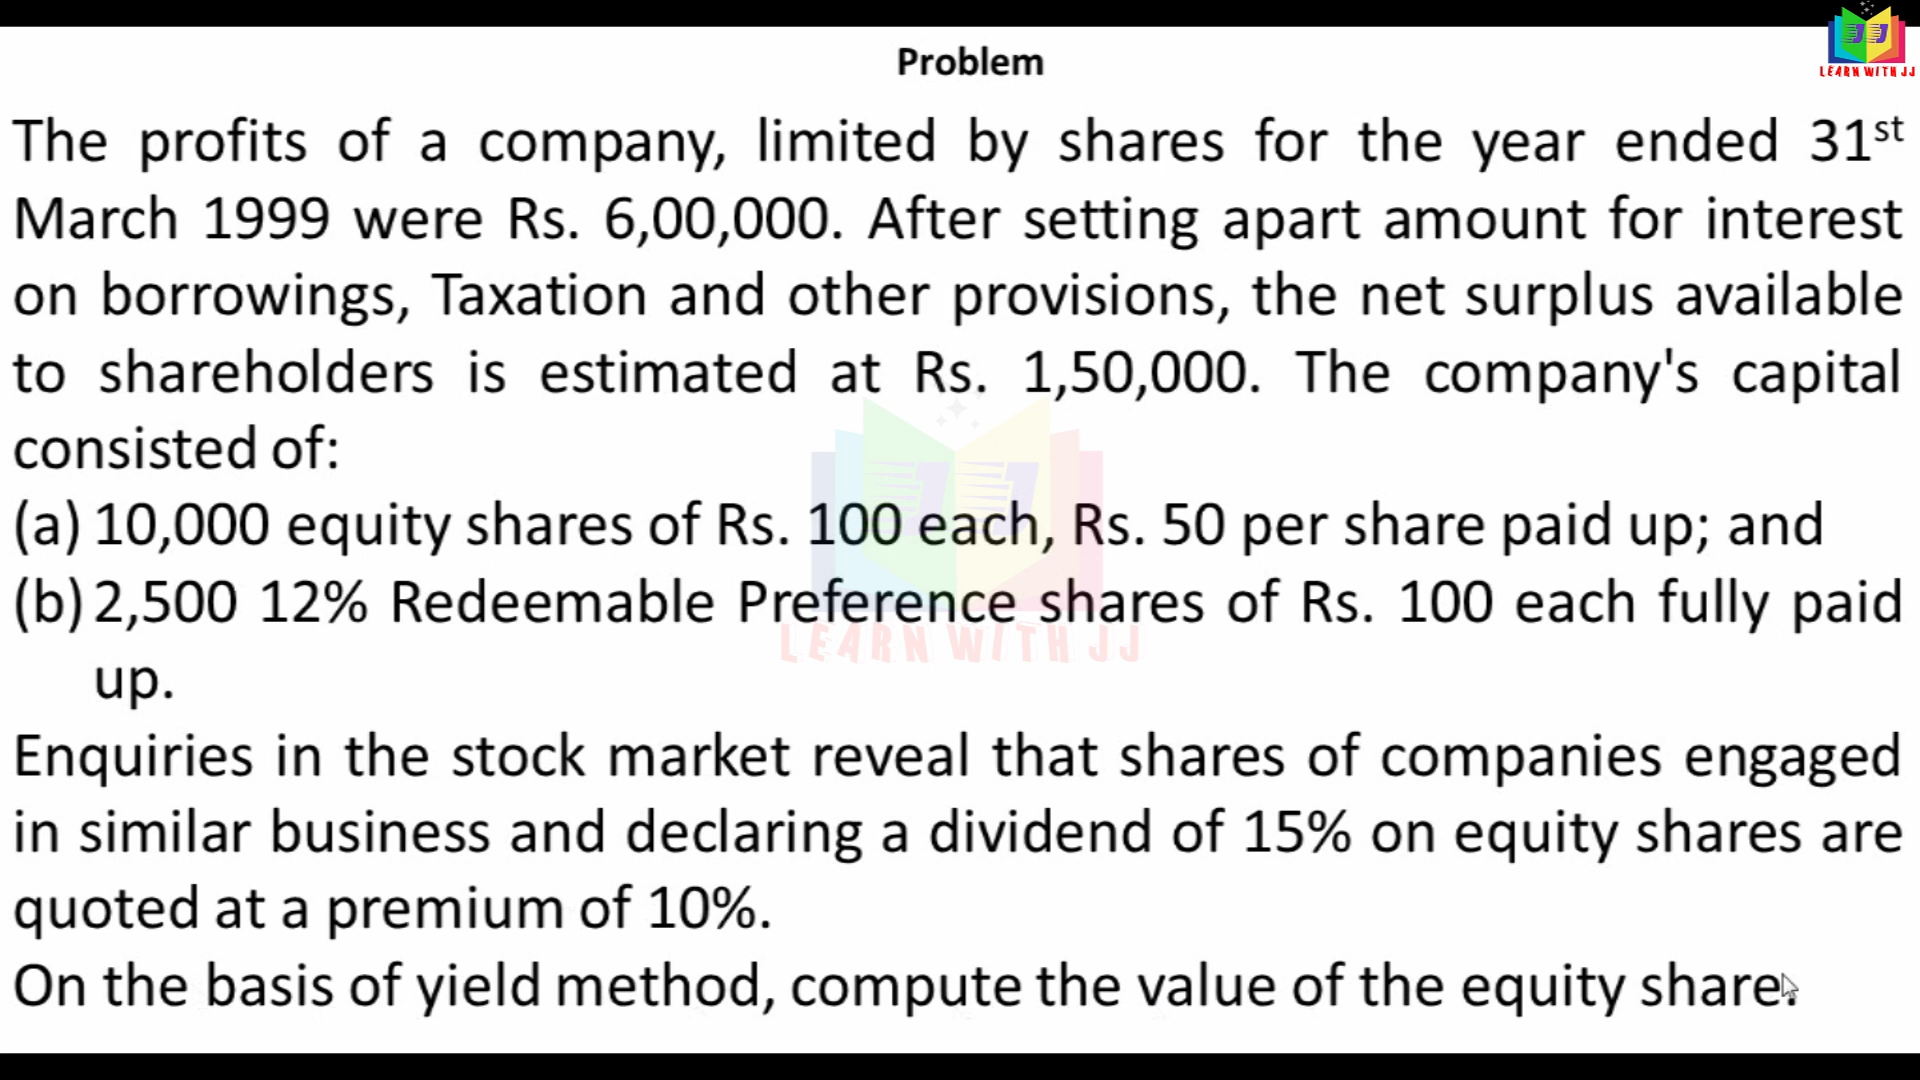 Problem
LEARN WITH JJ
The profits of a company, limited by shares for the year ended 31st
March 1999 were Rs. 6,00,000. After setting apart amount for interest
on borrowings, Taxation and other provisions, the net surplus available
to shareholders is estimated at Rs. 1,50,000. The company's capital
consisted of:
(a) 10,000 equity shares of Rs. 100 each, Rs. 50 per share paid up; and
(b) 2,500 12% Redeemable Preference shares of Rs. 100 each fully paid
up.
LEARN WITH JJ
Enquiries in the stock market reveal that shares of companies engaged
in similar business and declaring a dividend of 15% on equity shares are
quoted at a premium of 10%.
On the basis of yield method, compute the value of the equity share.